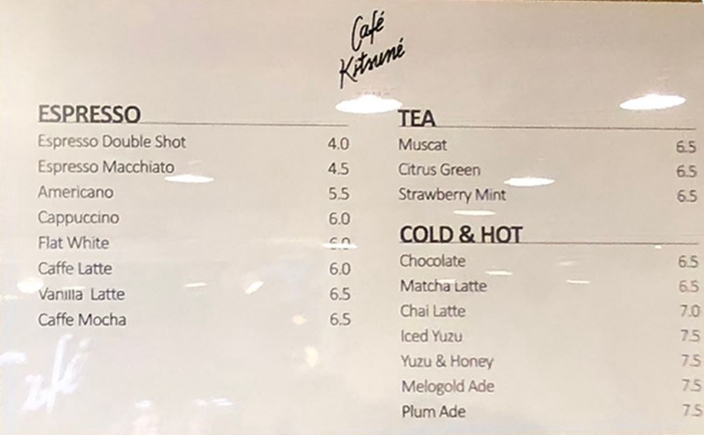 Café
Kitsuné
ESPRESSO
Espresso Double Shot 4.0
Espresso Macchiato 4.5
Americano 5.5
Cappuccino 6.0
Flat White 6.0
Caffe Latte 6.0
Vanilla Latte 6.5
Caffe Mocha 6.5
Café
TEA
Muscat 6.5
Citrus Green 6.5
Strawberry Mint 6.5
COLD & HOT
Chocolate 6.5
Matcha Latte 6.5
Chai Latte 7.0
Iced Yuzu 7.5
Yuzu & Honey 7.5
Melogold Ade 7.5
Plum Ade 7.5